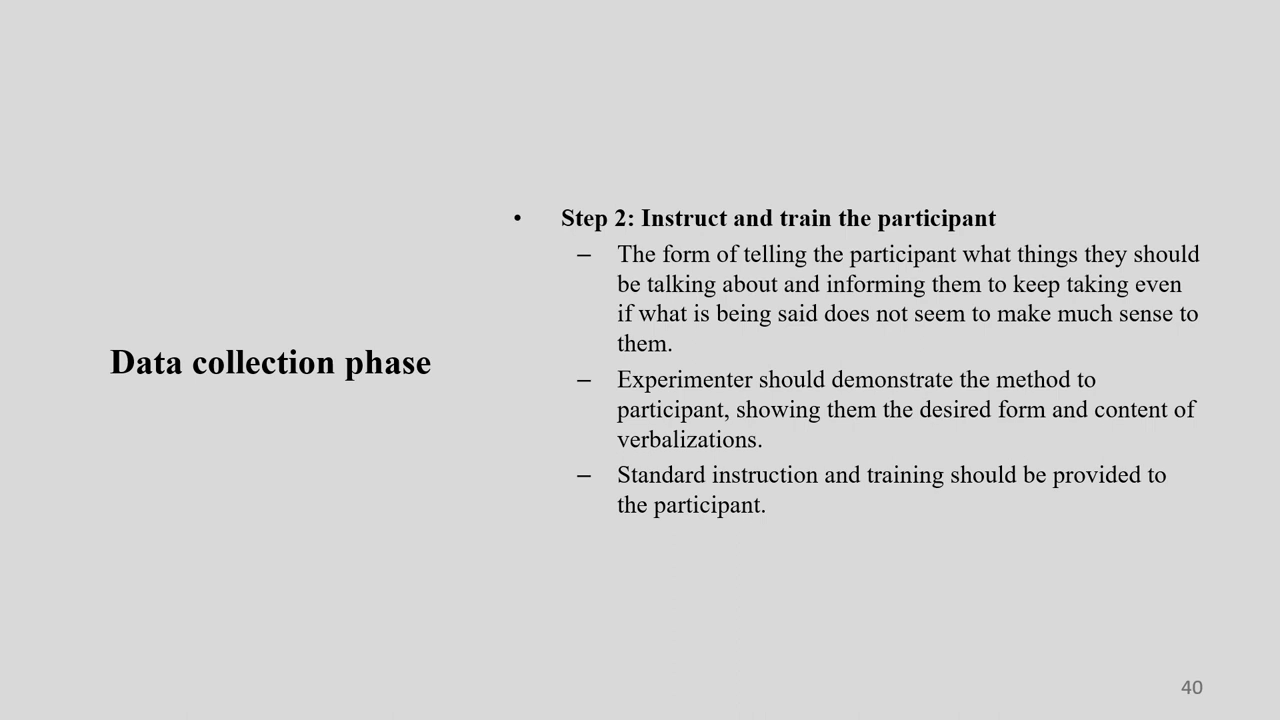 Data collection phase
• Step 2: Instruct and train the participant
– The form of telling the participant what things they should
be talking about and informing them to keep taking even
if what is being said does not seem to make much sense to
them.
– Experimenter should demonstrate the method to
participant, showing them the desired form and content of
verbalizations.
– Standard instruction and training should be provided to
the participant.
40